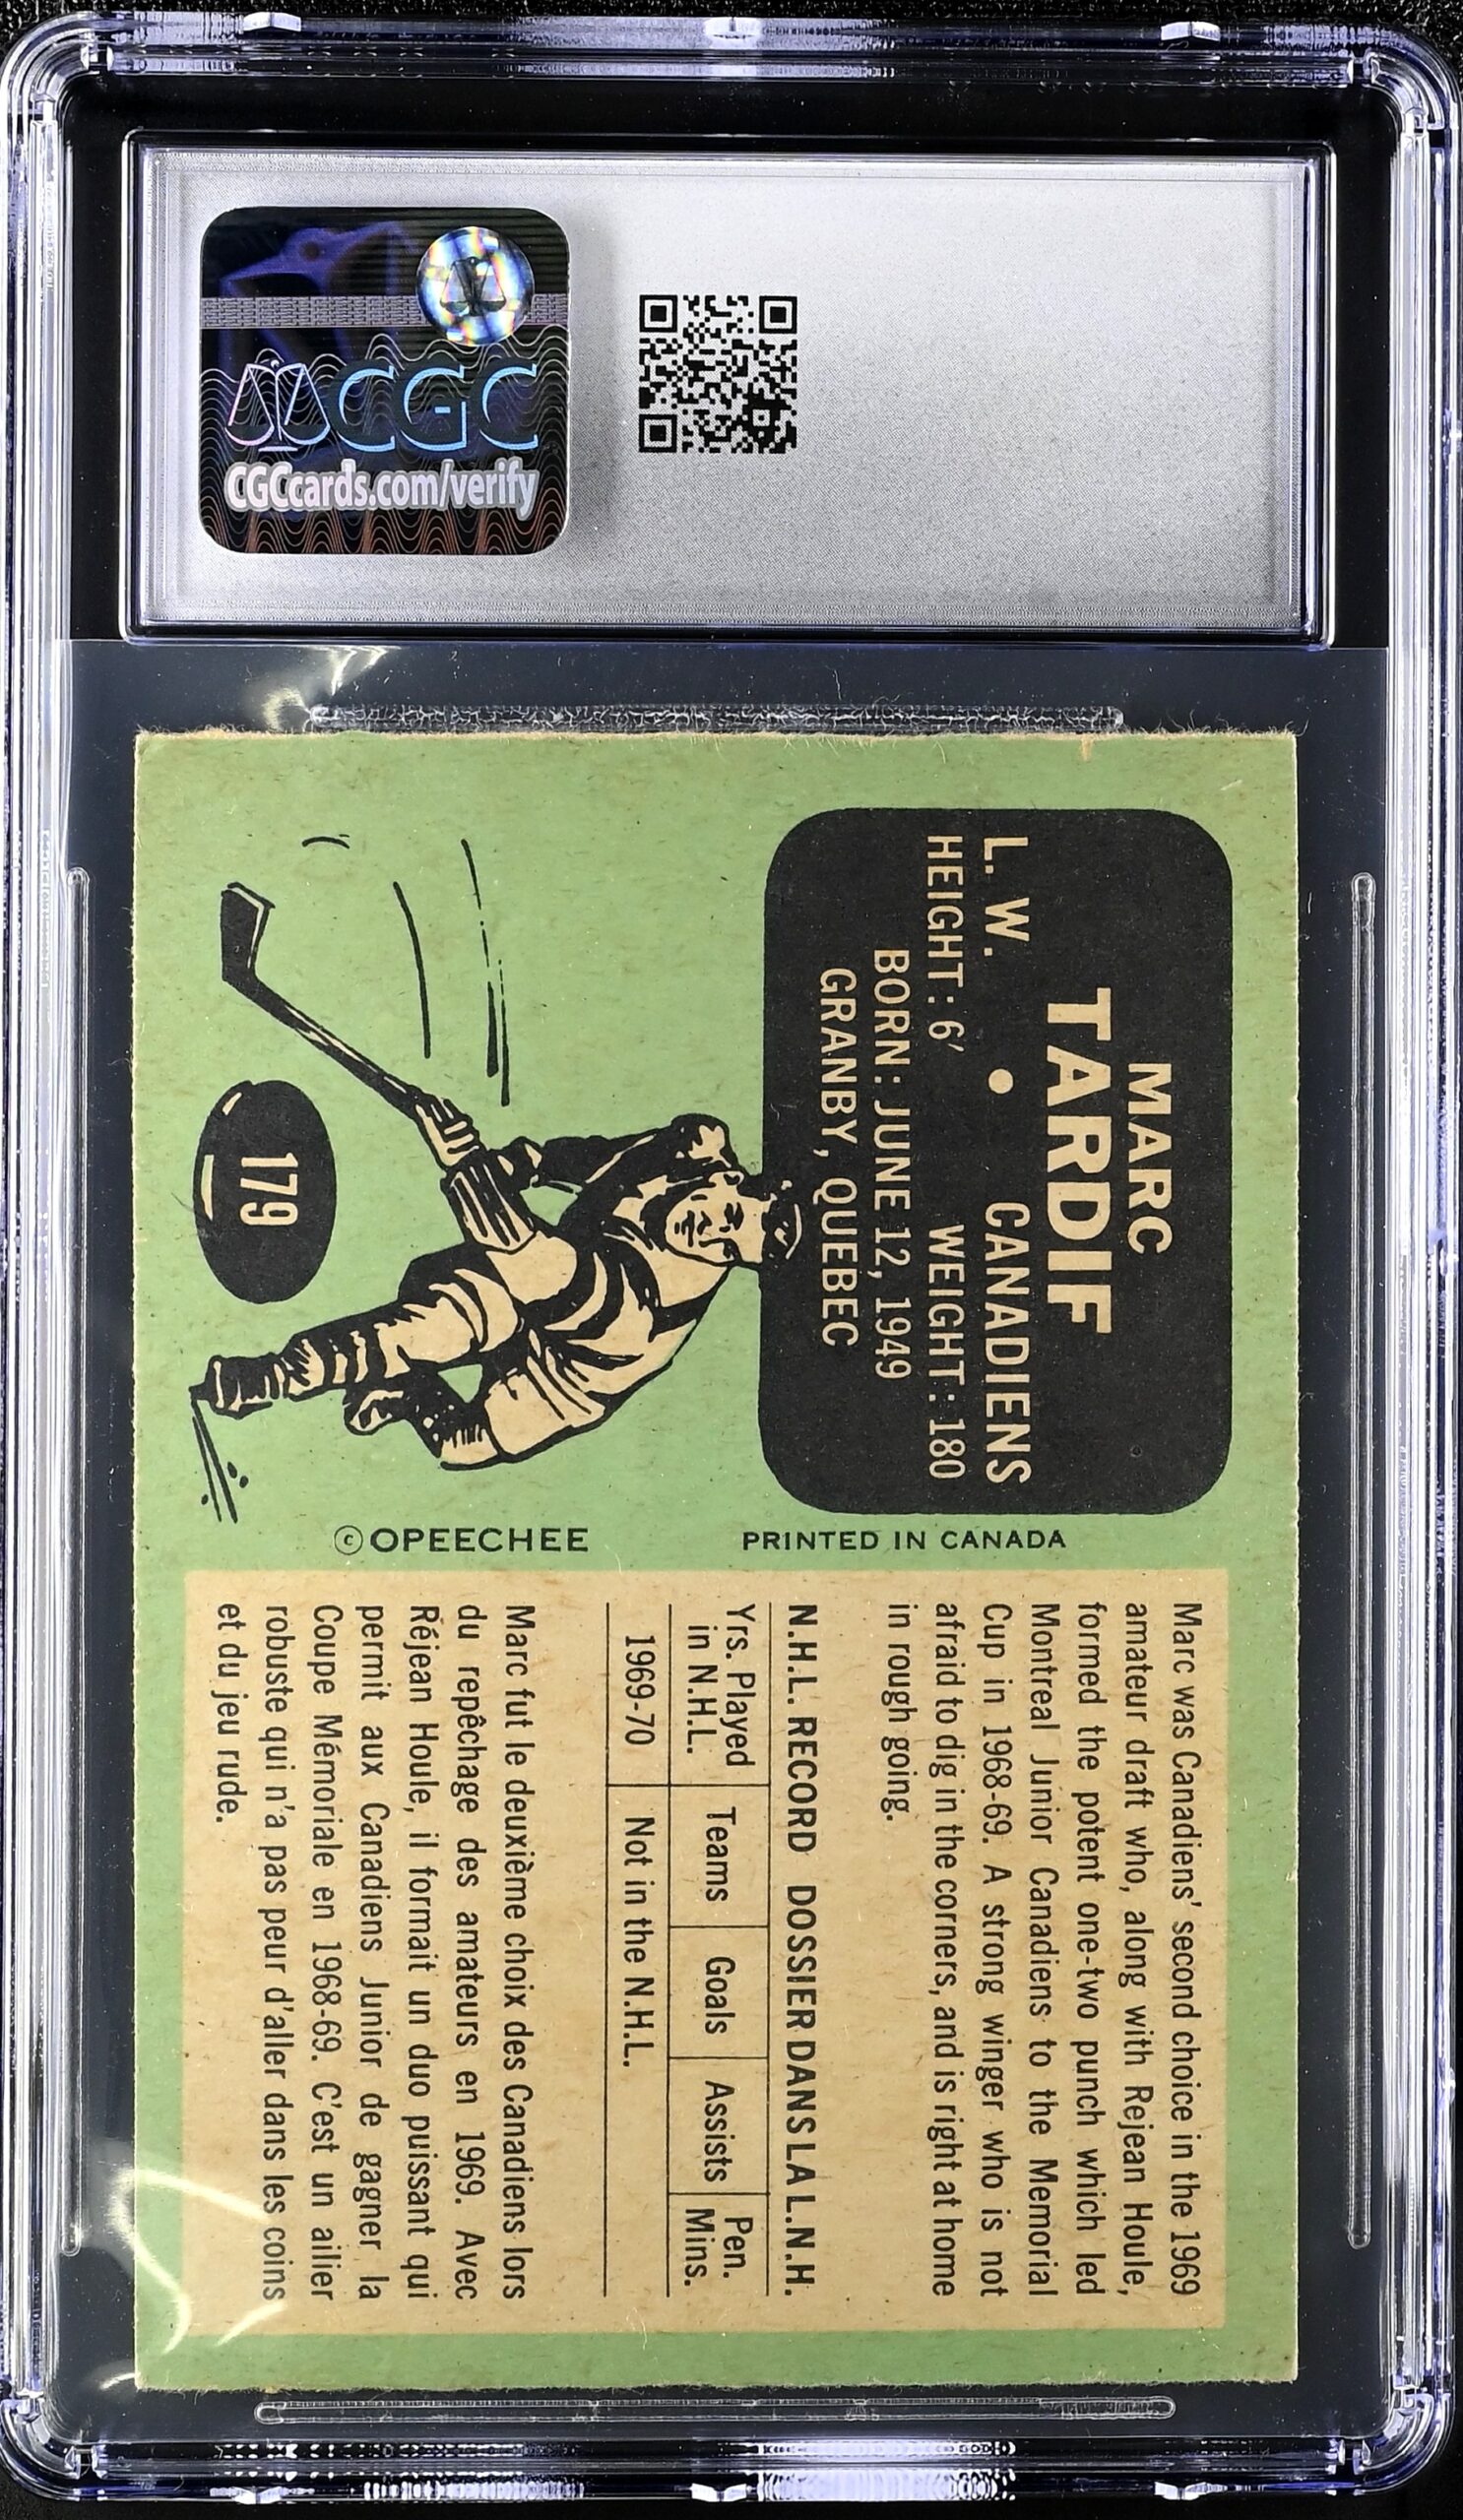 CGC
CGCcards.com/verify
MARC
TARDIF
L. W. • CANADIENS
HEIGHT: 6' WEIGHT: 180
BORN: JUNE 12, 1949
GRANBY, QUEBEC
179
© OPEECHEE PRINTED IN CANADA
Marc was Canadiens' second choice in the 1969
amateur draft who, along with Rejean Houle,
formed the potent one-two punch which led
Montreal Junior Canadiens to the Memorial
Cup in 1968-69. A strong winger who is not
afraid to dig in the corners, and is right at home
in rough going.
N.H.L. RECORD DOSSIER DANS LA L.N.H.
Yrs. Played in N.H.L. Teams Goals Assists Pen. Mins.
1969-70 Not in the N.H.L.
Marc fut le deuxième choix des Canadiens lors
du repêchage des amateurs en 1969. Avec
Réjean Houle, il formait un duo puissant qui
permit aux Canadiens Junior de gagner la
Coupe Mémoriale en 1968-69. C'est un ailier
robuste qui n'a pas peur d'aller dans les coins
et du jeu rude.